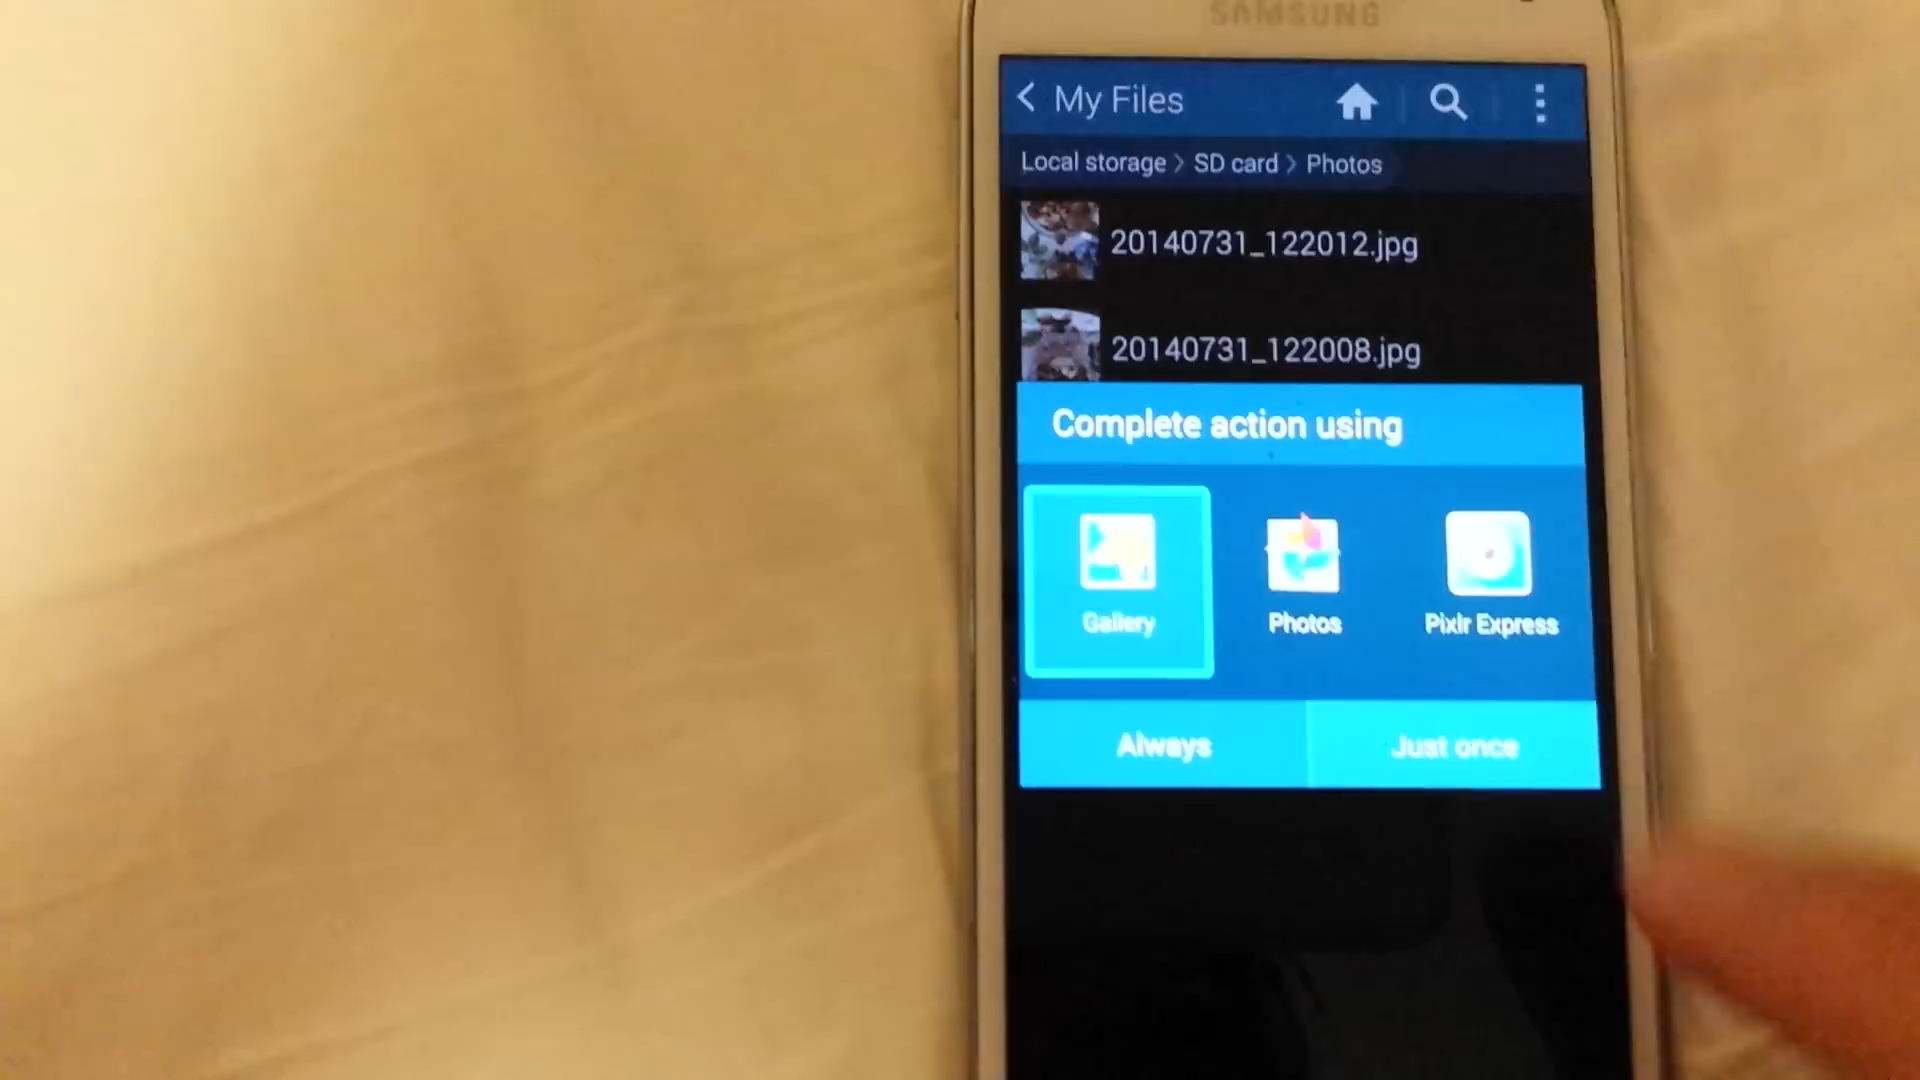 SAMSUNG
My Files
Local storage > SD card > Photos
20140731_122012.jpg
20140731_122008.jpg
Complete action using
Gallery
Photos
Pixlr Express
Always
Just once